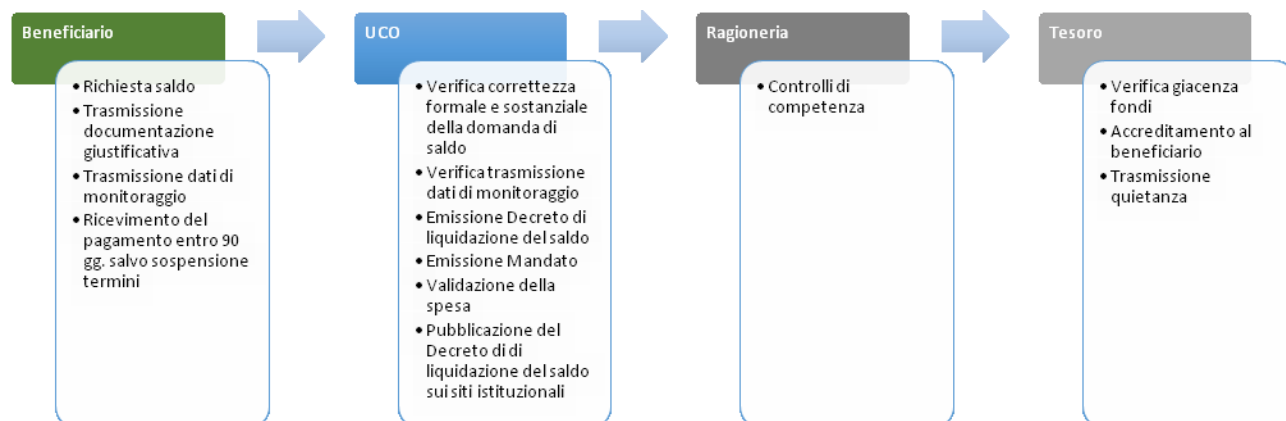 Beneficiario
• Richiesta saldo
• Trasmissione
documentazione
giustificativa
• Trasmissione dati di
monitoraggio
• Ricevimento del
pagamento entro 90
gg. salvo sospensione
termini
UCO
• Verifica correttezza
formale e sostanziale
della domanda di
saldo
• Verifica trasmissione
dati di monitoraggio
• Emissione Decreto di
liquidazione del saldo
• Emissione Mandato
• Validazione della
spesa
• Pubblicazione del
Decreto di di
liquidazione del saldo
sui siti istituzionali
Ragioneria
• Controlli di
competenza
Tesoro
• Verifica giacenza
fondi
• Accreditamento al
beneficiario
• Trasmissione
quietanza